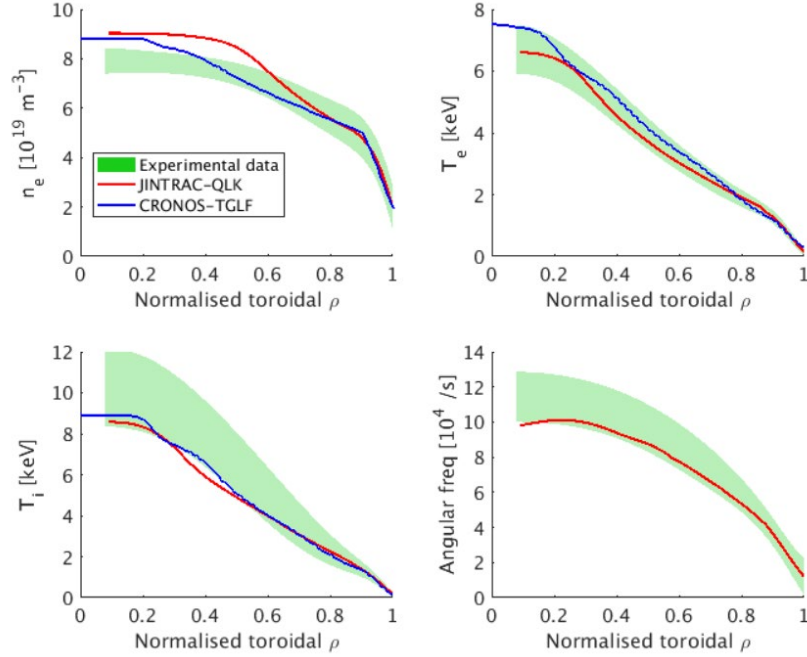 10
8
6
4
2
0
n_e [10^19 m^-3]
Experimental data
JINTRAC-QLK
CRONOS-TGLF
0 0.2 0.4 0.6 0.8 1
Normalised toroidal ρ
8
6
4
2
0
T_e [keV]
0 0.2 0.4 0.6 0.8 1
Normalised toroidal ρ
12
10
8
6
4
2
0
T_i [keV]
0 0.2 0.4 0.6 0.8 1
Normalised toroidal ρ
14
12
10
8
6
4
2
0
Angular freq [10^4 /s]
0 0.2 0.4 0.6 0.8 1
Normalised toroidal ρ